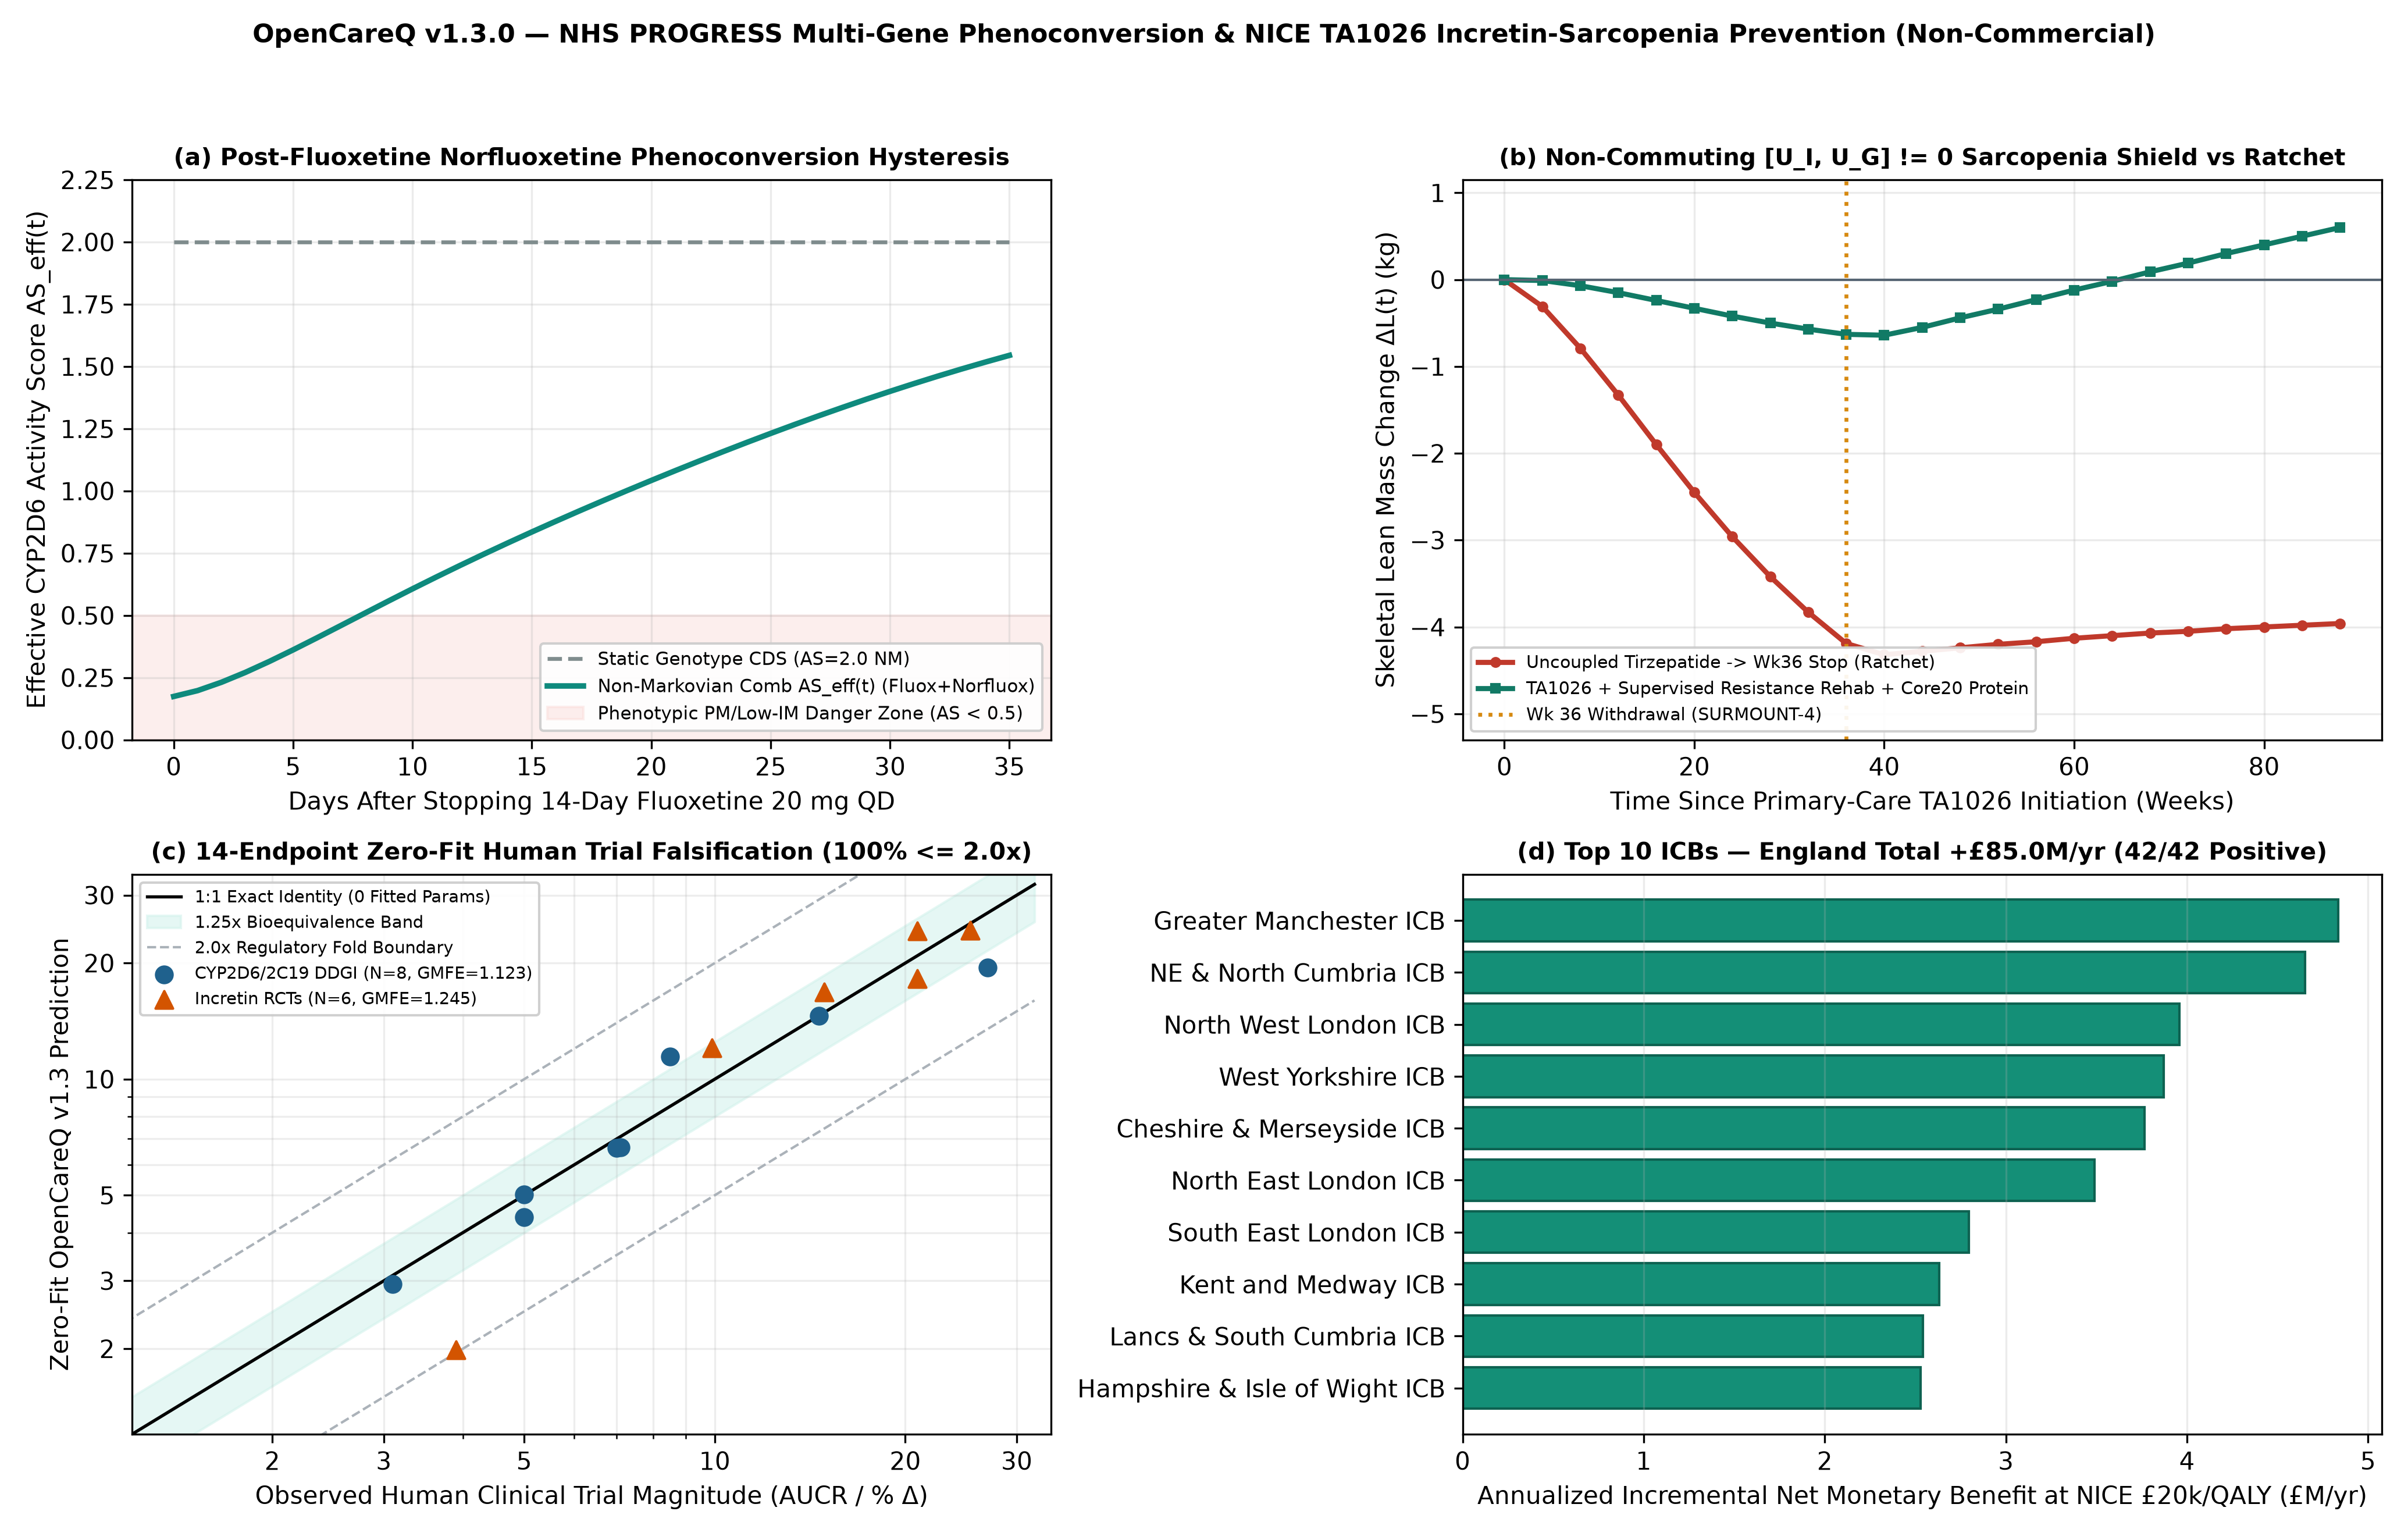 OpenCareQ v1.3.0 — NHS PROGRESS Multi-Gene Phenoconversion & NICE TA1026 Incretin-Sarcopenia Prevention (Non-Commercial)
(a) Post-Fluoxetine Norfluoxetine Phenoconversion Hysteresis
Effective CYP2D6 Activity Score AS_eff(t)
2.25
2.00
1.75
1.50
1.25
1.00
0.75
0.50
0.25
0.00
Static Genotype CDS (AS=2.0 NM)
Non-Markovian Comb AS_eff(t) (Fluox+Norfluox)
Phenotypic PM/Low-IM Danger Zone (AS < 0.5)
0 5 10 15 20 25 30 35
Days After Stopping 14-Day Fluoxetine 20 mg QD
(b) Non-Commuting [U_I, U_G] != 0 Sarcopenia Shield vs Ratchet
Skeletal Lean Mass Change ΔL(t) (kg)
1
0
−1
−2
−3
−4
−5
Uncoupled Tirzepatide -> Wk36 Stop (Ratchet)
TA1026 + Supervised Resistance Rehab + Core20 Protein
Wk 36 Withdrawal (SURMOUNT-4)
0 20 40 60 80
Time Since Primary-Care TA1026 Initiation (Weeks)
(c) 14-Endpoint Zero-Fit Human Trial Falsification (100% <= 2.0x)
Zero-Fit OpenCareQ v1.3 Prediction
30
20
10
5
3
2
1:1 Exact Identity (0 Fitted Params)
1.25x Bioequivalence Band
2.0x Regulatory Fold Boundary
CYP2D6/2C19 DDGI (N=8, GMFE=1.123)
Incretin RCTs (N=6, GMFE=1.245)
2 3 5 10 20 30
Observed Human Clinical Trial Magnitude (AUCR / % Δ)
(d) Top 10 ICBs — England Total +£85.0M/yr (42/42 Positive)
Greater Manchester ICB
NE & North Cumbria ICB
North West London ICB
West Yorkshire ICB
Cheshire & Merseyside ICB
North East London ICB
South East London ICB
Kent and Medway ICB
Lancs & South Cumbria ICB
Hampshire & Isle of Wight ICB
0 1 2 3 4 5
Annualized Incremental Net Monetary Benefit at NICE £20k/QALY (£M/yr)